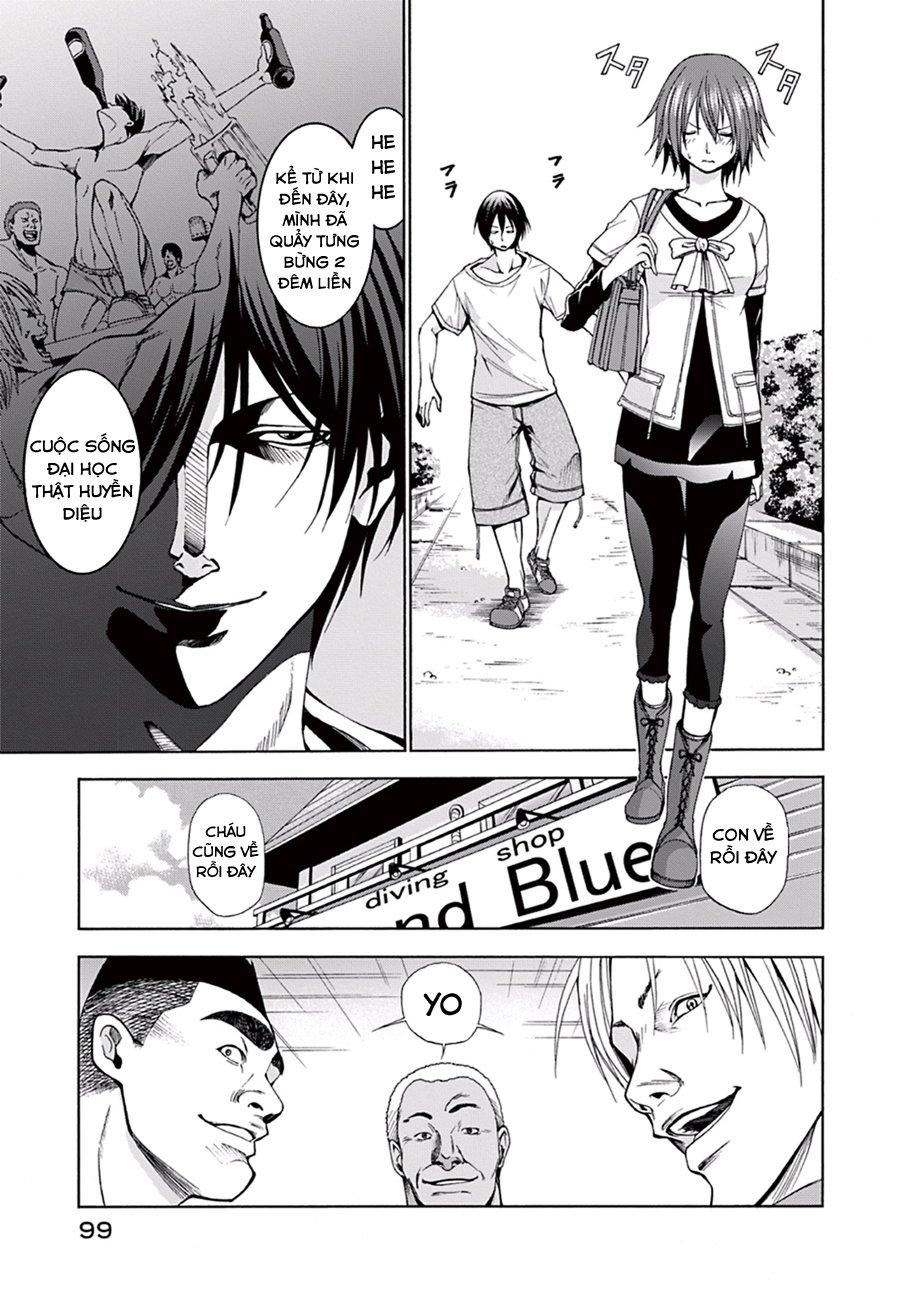 スタ
スタ
フラ
フラ
HE
HE
HE
KỂ TỪ KHI
ĐẾN ĐÂY,
MÌNH ĐÃ
QUẨY TƯNG
BỪNG 2
ĐÊM LIỀN
CUỘC SỐNG
ĐẠI HỌC
THẬT HUYỀN
DIỆU
CON VỀ
RỒI ĐÂY
CHÁU
CŨNG VỀ
RỒI ĐÂY
diving shop
nd Blue
YO
99